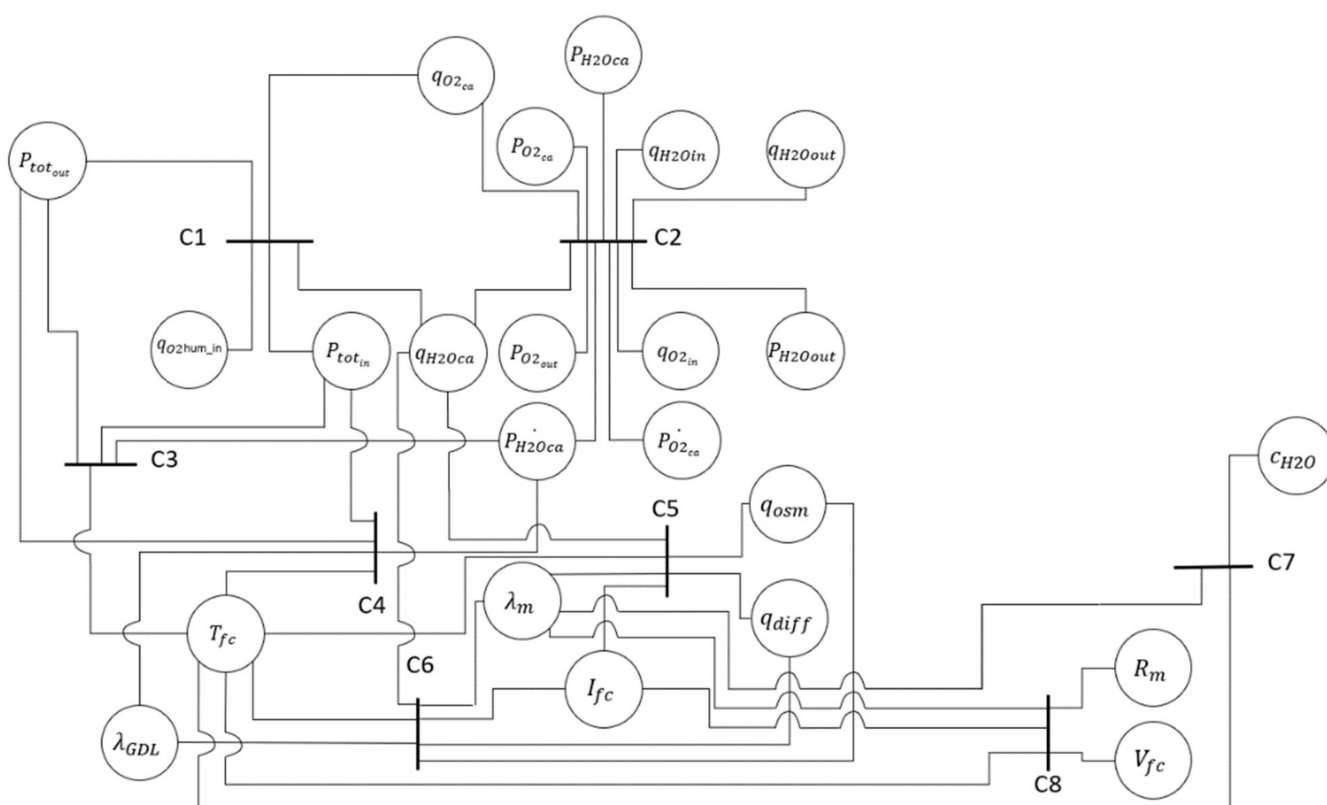 P_{H2Oca}
q_{O2_{ca}}
P_{O2_{ca}}
q_{H2Oin}
q_{H2Oout}
P_{tot_{out}}
C1
C2
q_{O2hum_in}
P_{tot_{in}}
q_{H2Oca}
P_{O2_{out}}
q_{O2_{in}}
P_{H2Oout}
Ṗ_{H2Oca}
Ṗ_{O2_{ca}}
C3
c_{H2O}
C5
q_{osm}
C7
C4
λ_m
q_{diff}
T_{fc}
C6
I_{fc}
R_m
λ_{GDL}
V_{fc}
C8